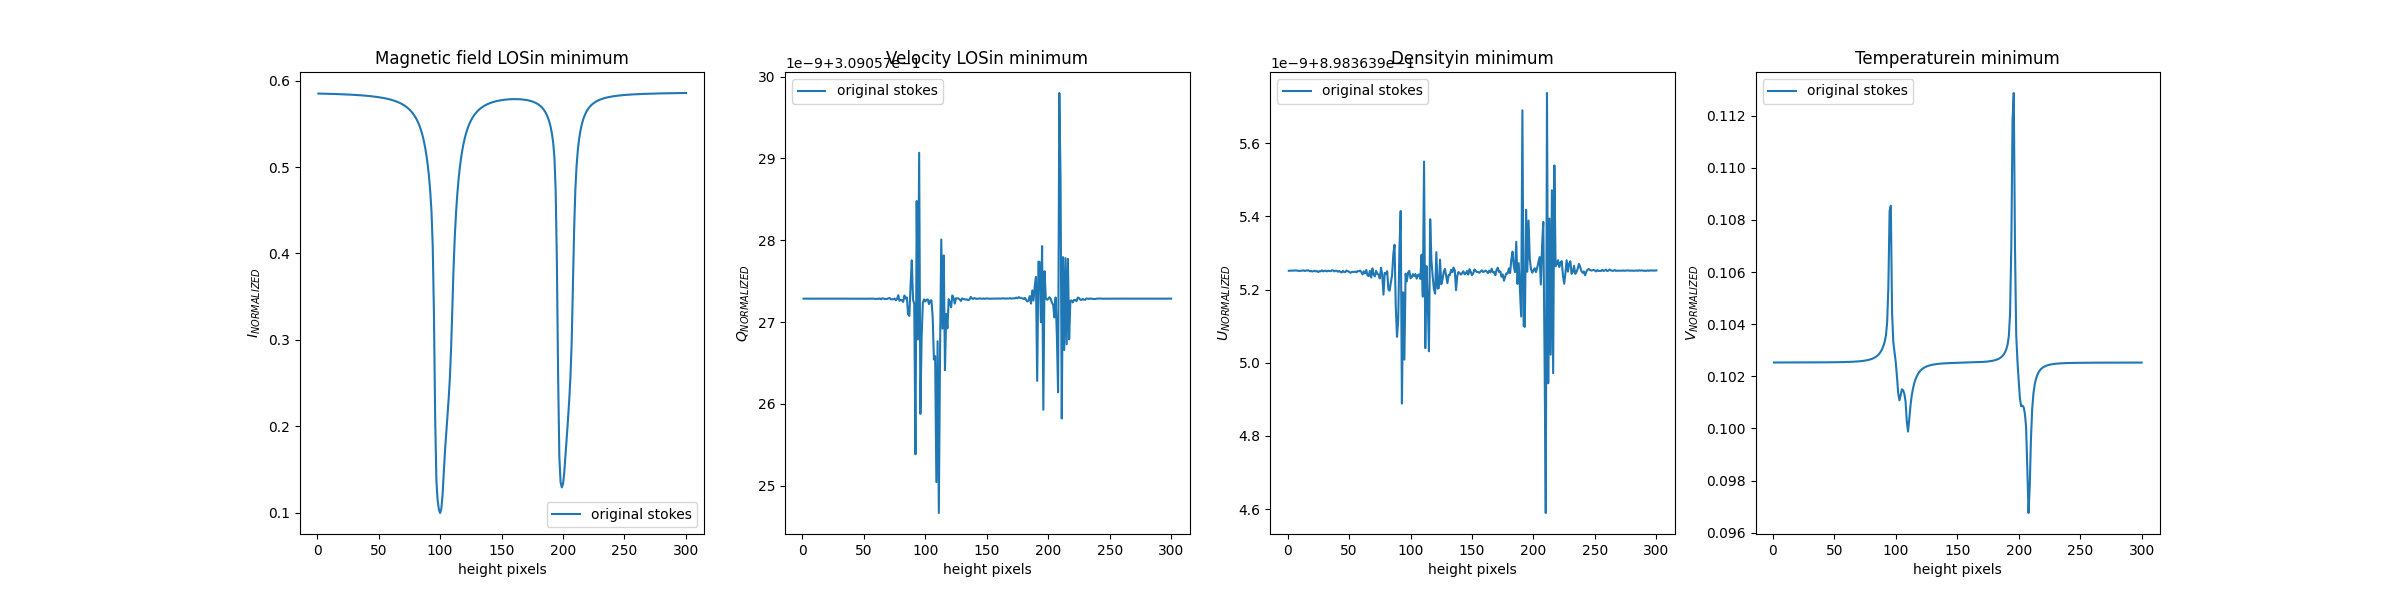 Magnetic field LOSin minimum
0.6
0.5
0.4
0.3
0.2
0.1
I_NORMALIZED
original stokes
0 50 100 150 200 250 300
height pixels
Velocity LOSin minimum
1e−9+3.09057e−1
30
29
28
27
26
25
Q_NORMALIZED
original stokes
0 50 100 150 200 250 300
height pixels
Densityin minimum
1e−9+8.983639e−1
5.6
5.4
5.2
5.0
4.8
4.6
U_NORMALIZED
original stokes
0 50 100 150 200 250 300
height pixels
Temperaturein minimum
0.112
0.110
0.108
0.106
0.104
0.102
0.100
0.098
0.096
V_NORMALIZED
original stokes
0 50 100 150 200 250 300
height pixels